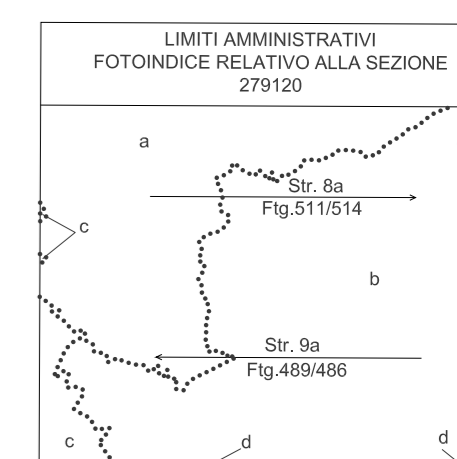 LIMITI AMMINISTRATIVI
FOTOINDICE RELATIVO ALLA SEZIONE
279120
a
Str. 8a
Ftg.511/514
c
b
Str. 9a
Ftg.489/486
c
d
d